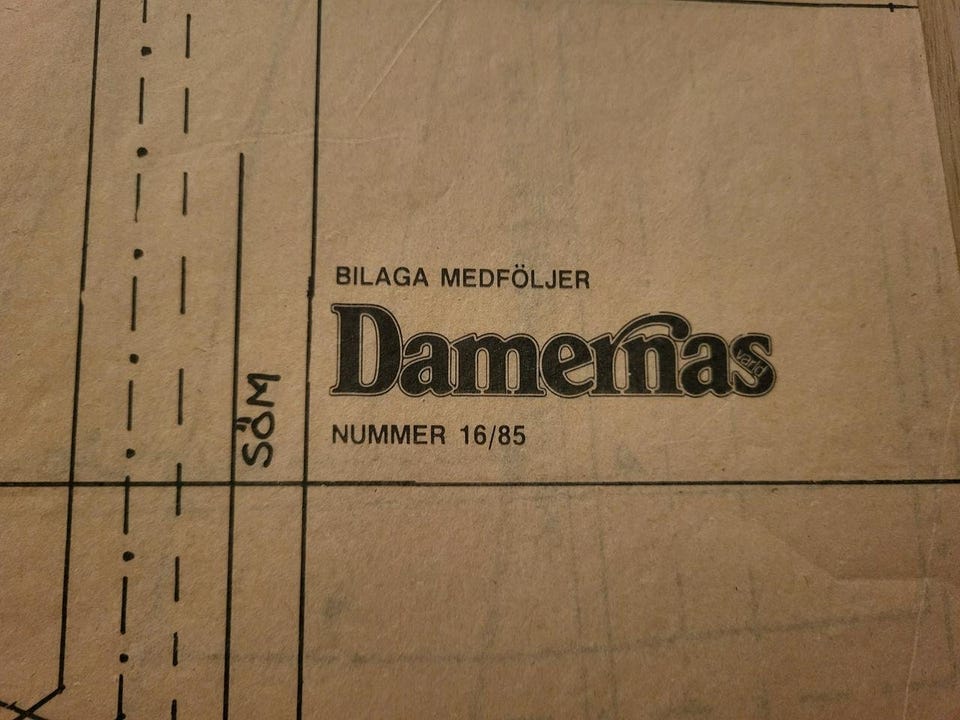 BILAGA MEDFÖLJER
Damernas
värld
NUMMER 16/85
SÖM